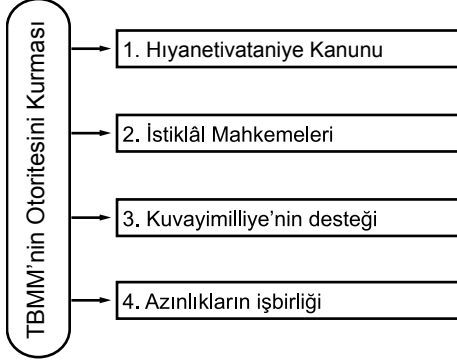 TBMM'nin Otoritesini Kurması
1. Hıyanetivataniye Kanunu
2. İstiklâl Mahkemeleri
3. Kuvayimilliye'nin desteği
4. Azınlıkların işbirliği